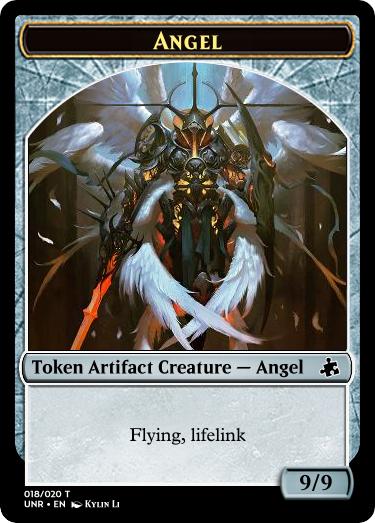 ANGEL
Token Artifact Creature — Angel
Flying, lifelink
9/9
018/020 T
UNR • EN Kylin Li